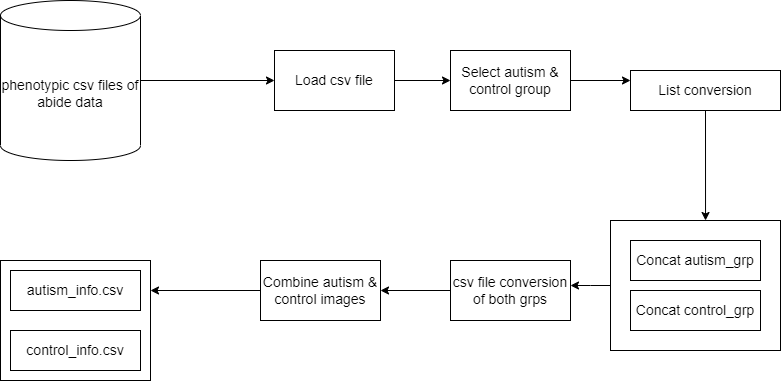 phenotypic csv files of
abide data
Load csv file
Select autism &
control group
List conversion
Concat autism_grp
Concat control_grp
csv file conversion
of both grps
Combine autism &
control images
autism_info.csv
control_info.csv